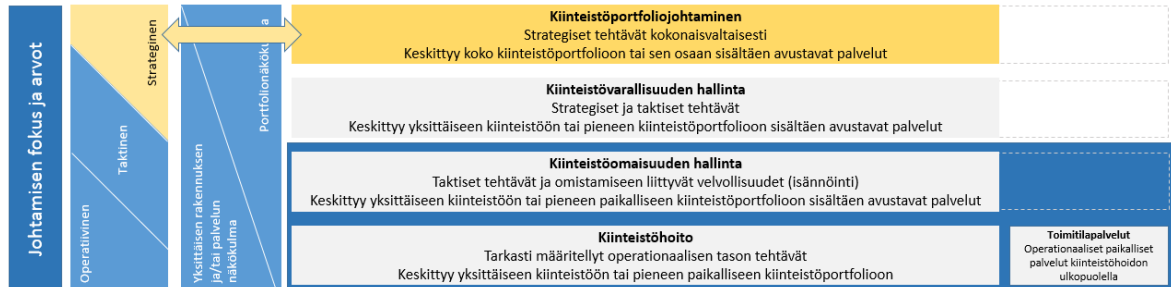 Johtamisen fokus ja arvot
Strateginen
Taktinen
Operatiivinen
Portfolionäköku a
Yksittäisen rakennuksen
ja/tai palvelun
näkökulma
Kiinteistöportfoliojohtaminen
Strategiset tehtävät kokonaisvaltaisesti
Keskittyy koko kiinteistöportfolioon tai sen osaan sisältäen avustavat palvelut
Kiinteistövarallisuuden hallinta
Strategiset ja taktiset tehtävät
Keskittyy yksittäiseen kiinteistöön tai pieneen kiinteistöportfolioon sisältäen avustavat palvelut
Kiinteistöomaisuuden hallinta
Taktiset tehtävät ja omistamiseen liittyvät velvollisuudet (isännöinti)
Keskittyy yksittäiseen kiinteistöön tai pieneen paikalliseen kiinteistöportfolioon sisältäen avustavat palvelut
Kiinteistöhoito
Tarkasti määritellyt operationaalisen tason tehtävät
Keskittyy yksittäiseen kiinteistöön tai pieneen paikalliseen kiinteistöportfolioon
Toimitilapalvelut
Operationaaliset paikalliset
palvelut kiinteistöhoidon
ulkopuolella